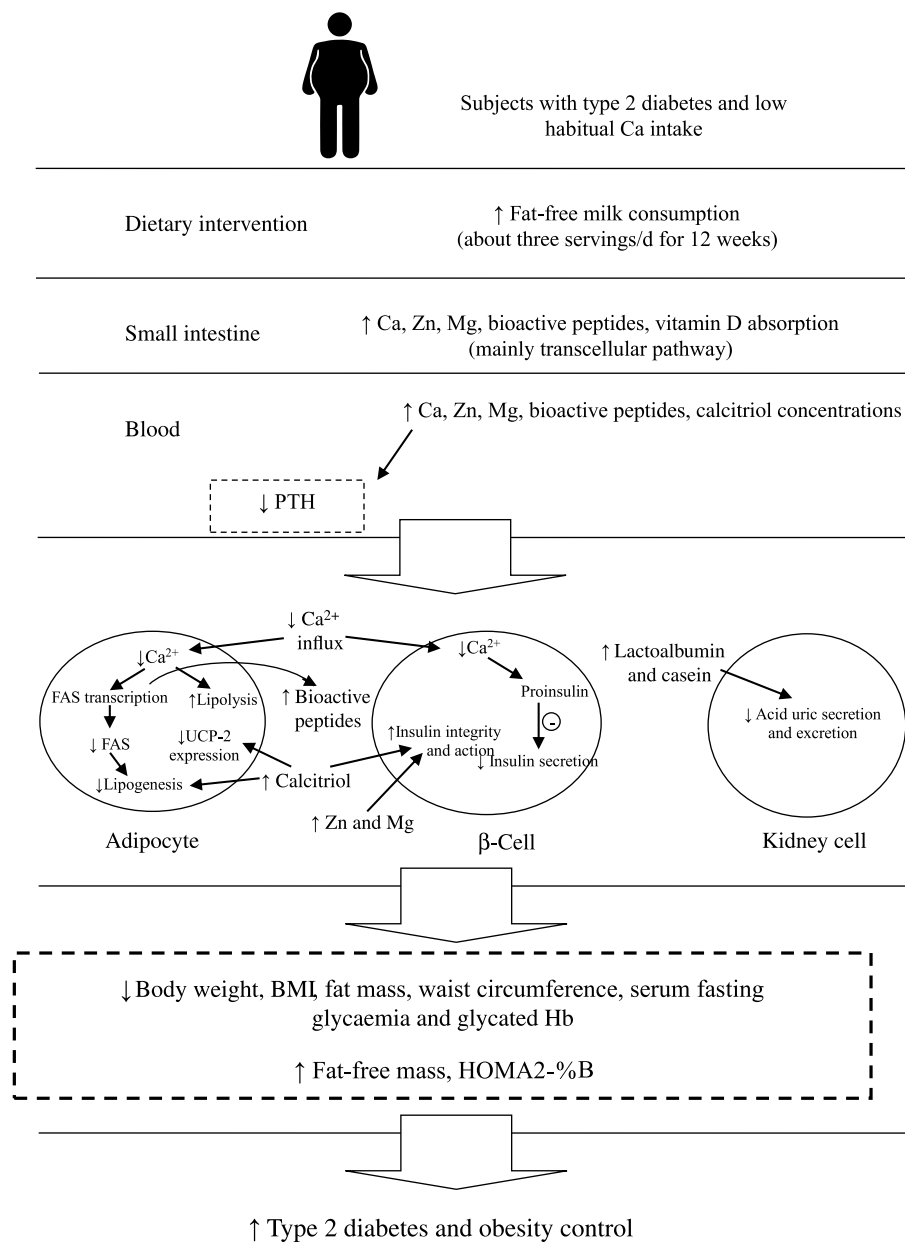 Subjects with type 2 diabetes and low
habitual Ca intake
Dietary intervention
↑ Fat-free milk consumption
(about three servings/d for 12 weeks)
Small intestine
↑ Ca, Zn, Mg, bioactive peptides, vitamin D absorption
(mainly transcellular pathway)
Blood
↑ Ca, Zn, Mg, bioactive peptides, calcitriol concentrations
↓ PTH
↓ Ca²⁺
influx
↓Ca²⁺
FAS transcription
↑Lipolysis
↓ FAS
↓UCP-2
expression
↓Lipogenesis
Adipocyte
↑ Bioactive
peptides
↑ Calcitriol
↑ Zn and Mg
↓Ca²⁺
Proinsulin
-
↑Insulin integrity
and action
↓ Insulin secretion
β-Cell
↑ Lactoalbumin
and casein
↓ Acid uric secretion
and excretion
Kidney cell
↓ Body weight, BMI, fat mass, waist circumference, serum fasting
glycaemia and glycated Hb
↑ Fat-free mass, HOMA2-%B
↑ Type 2 diabetes and obesity control